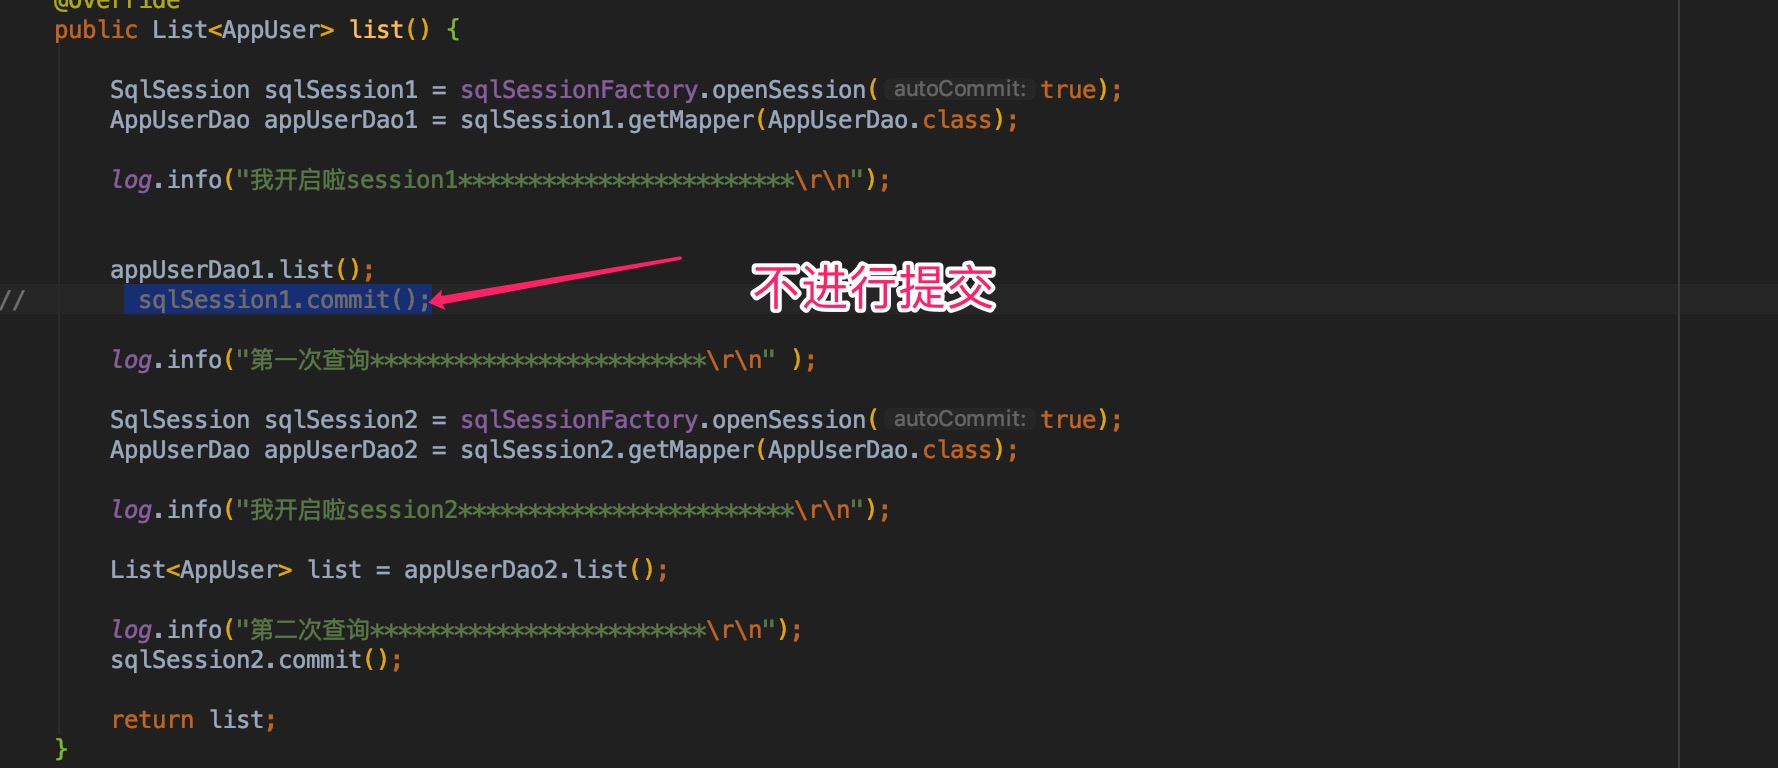 @Override
public List<AppUser> list() {
SqlSession sqlSession1 = sqlSessionFactory.openSession( autoCommit: true);
AppUserDao appUserDao1 = sqlSession1.getMapper(AppUserDao.class);
log.info("我开启啦session1************************\r\n");
appUserDao1.list();
// sqlSession1.commit();
不进行提交
log.info("第一次查询************************\r\n" );
SqlSession sqlSession2 = sqlSessionFactory.openSession( autoCommit: true);
AppUserDao appUserDao2 = sqlSession2.getMapper(AppUserDao.class);
log.info("我开启啦session2************************\r\n");
List<AppUser> list = appUserDao2.list();
log.info("第二次查询************************\r\n");
sqlSession2.commit();
return list;
}